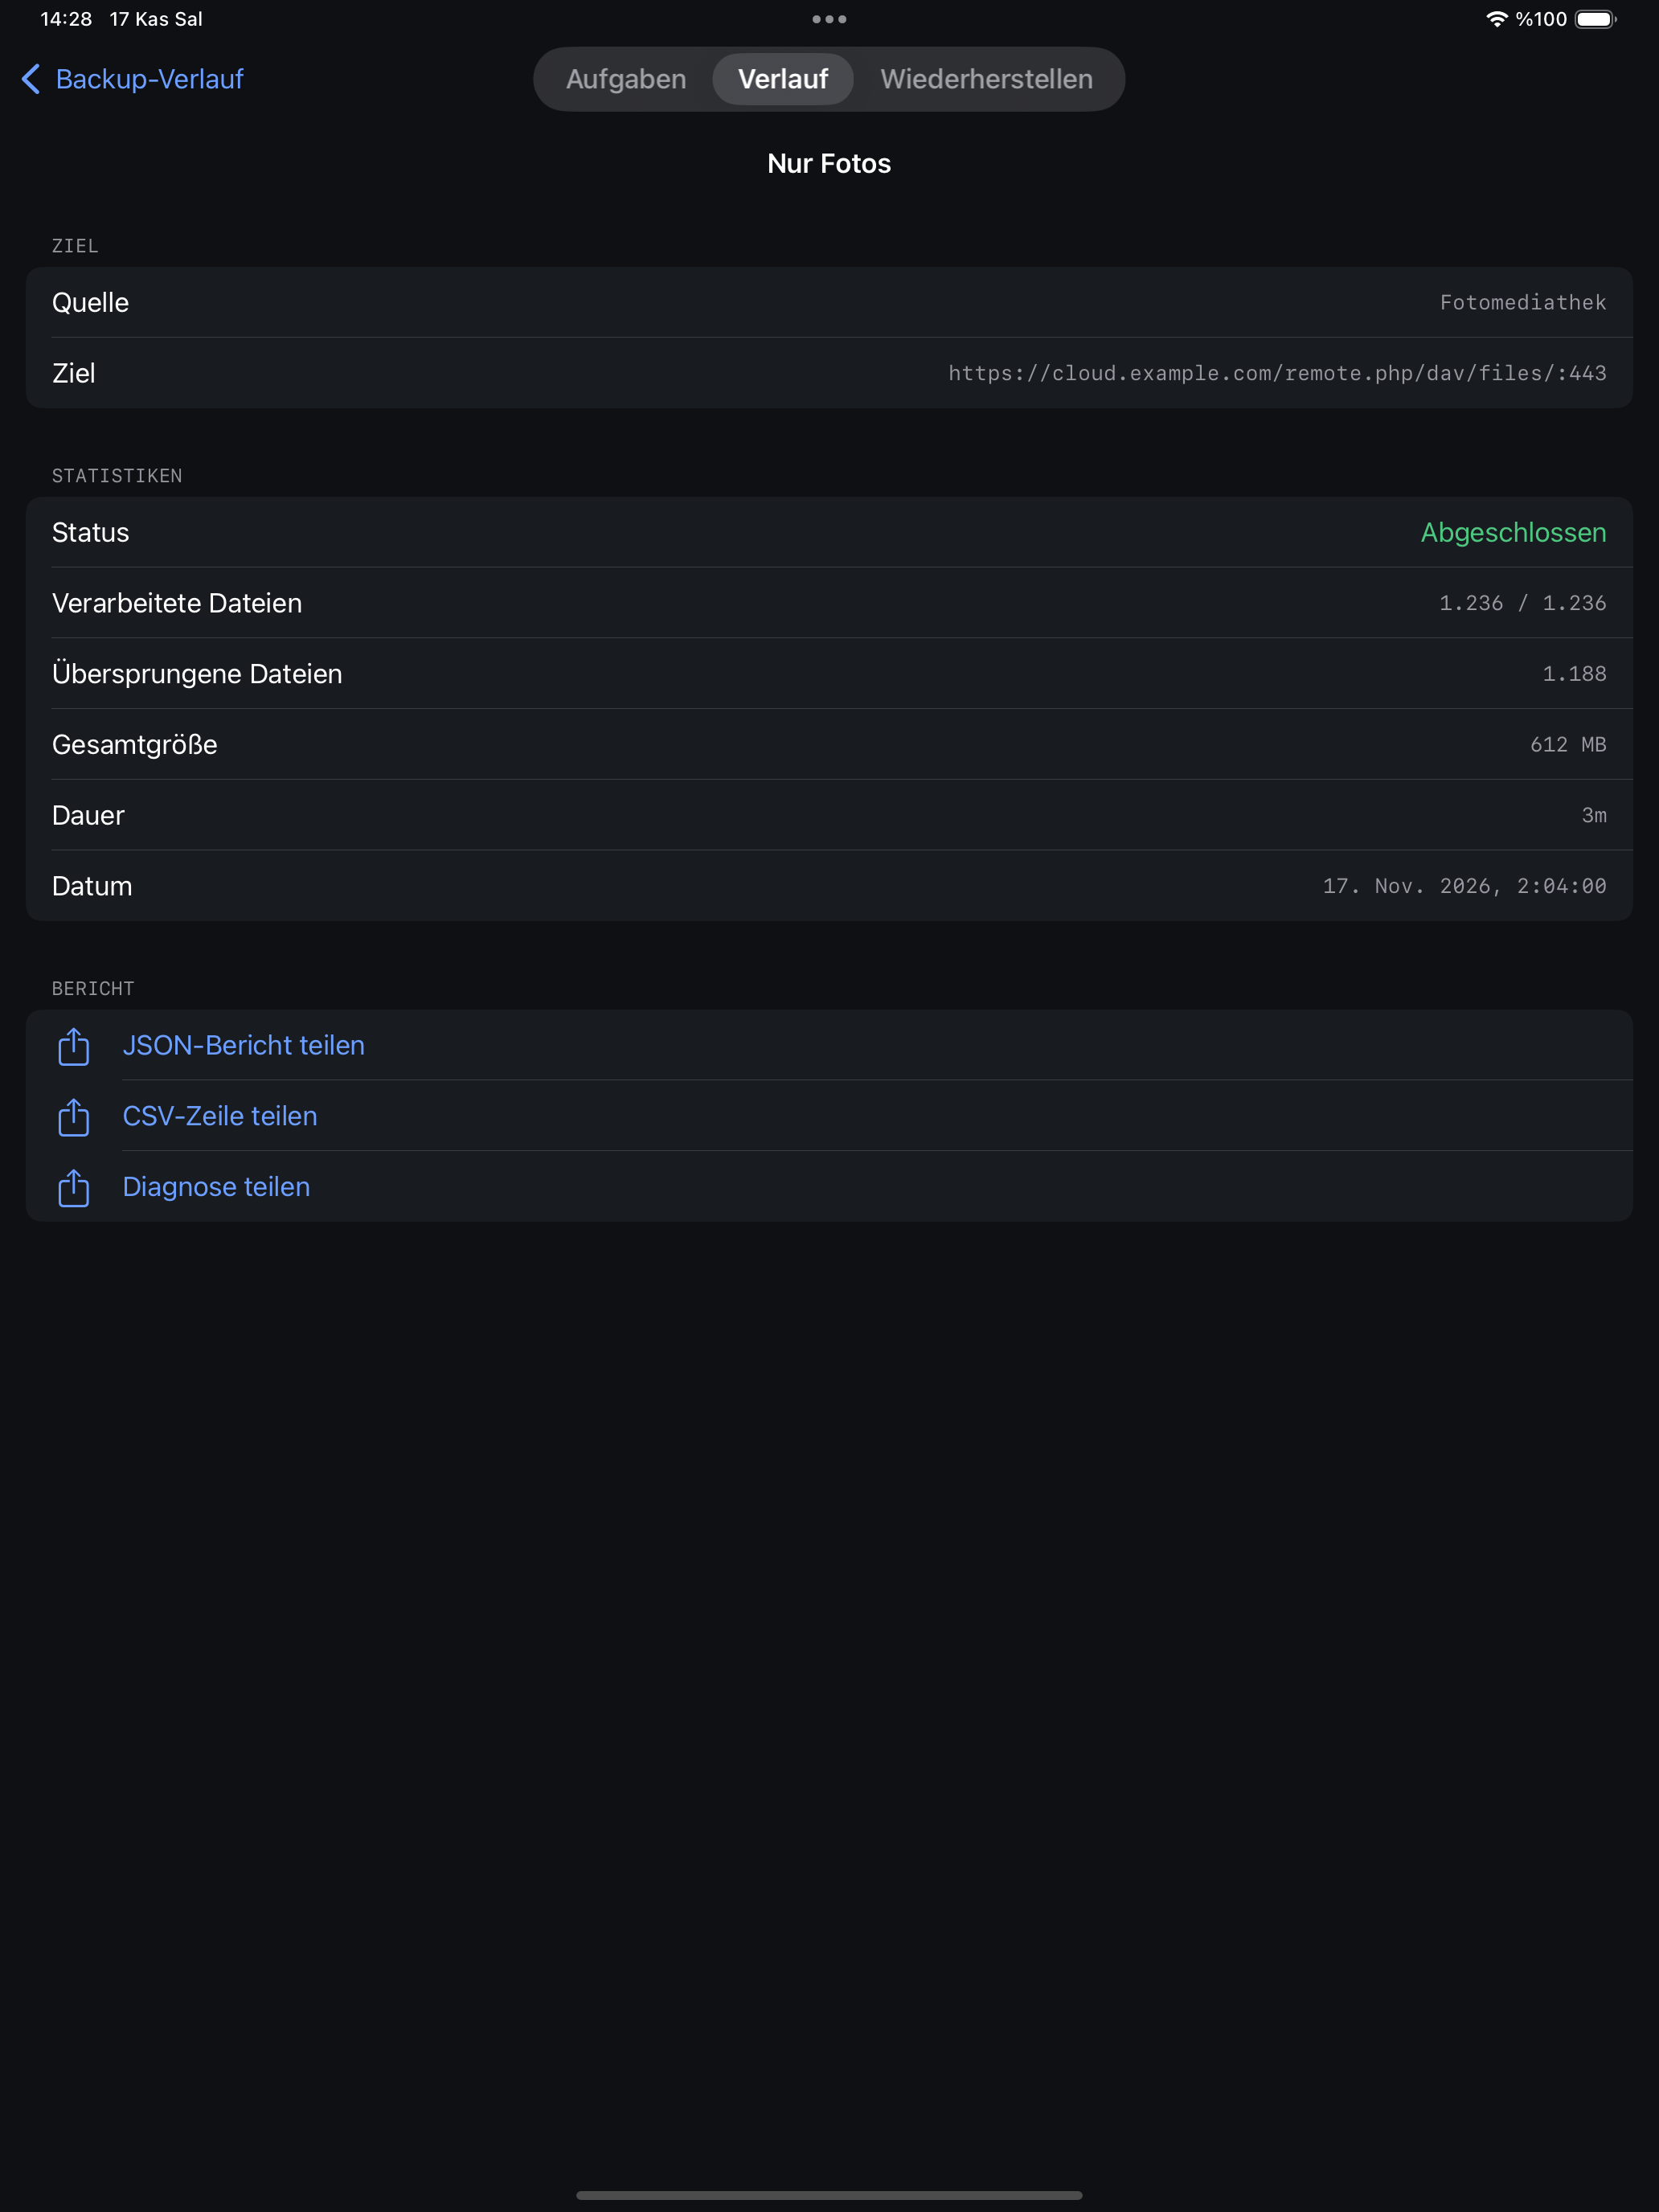 14:28 17 Kas Sal
%100
Backup-Verlauf
Aufgaben Verlauf Wiederherstellen
Nur Fotos
ZIEL
Quelle Fotomediathek
Ziel https://cloud.example.com/remote.php/dav/files/:443
STATISTIKEN
Status Abgeschlossen
Verarbeitete Dateien 1.236 / 1.236
Übersprungene Dateien 1.188
Gesamtgröße 612 MB
Dauer 3m
Datum 17. Nov. 2026, 2:04:00
BERICHT
JSON-Bericht teilen
CSV-Zeile teilen
Diagnose teilen